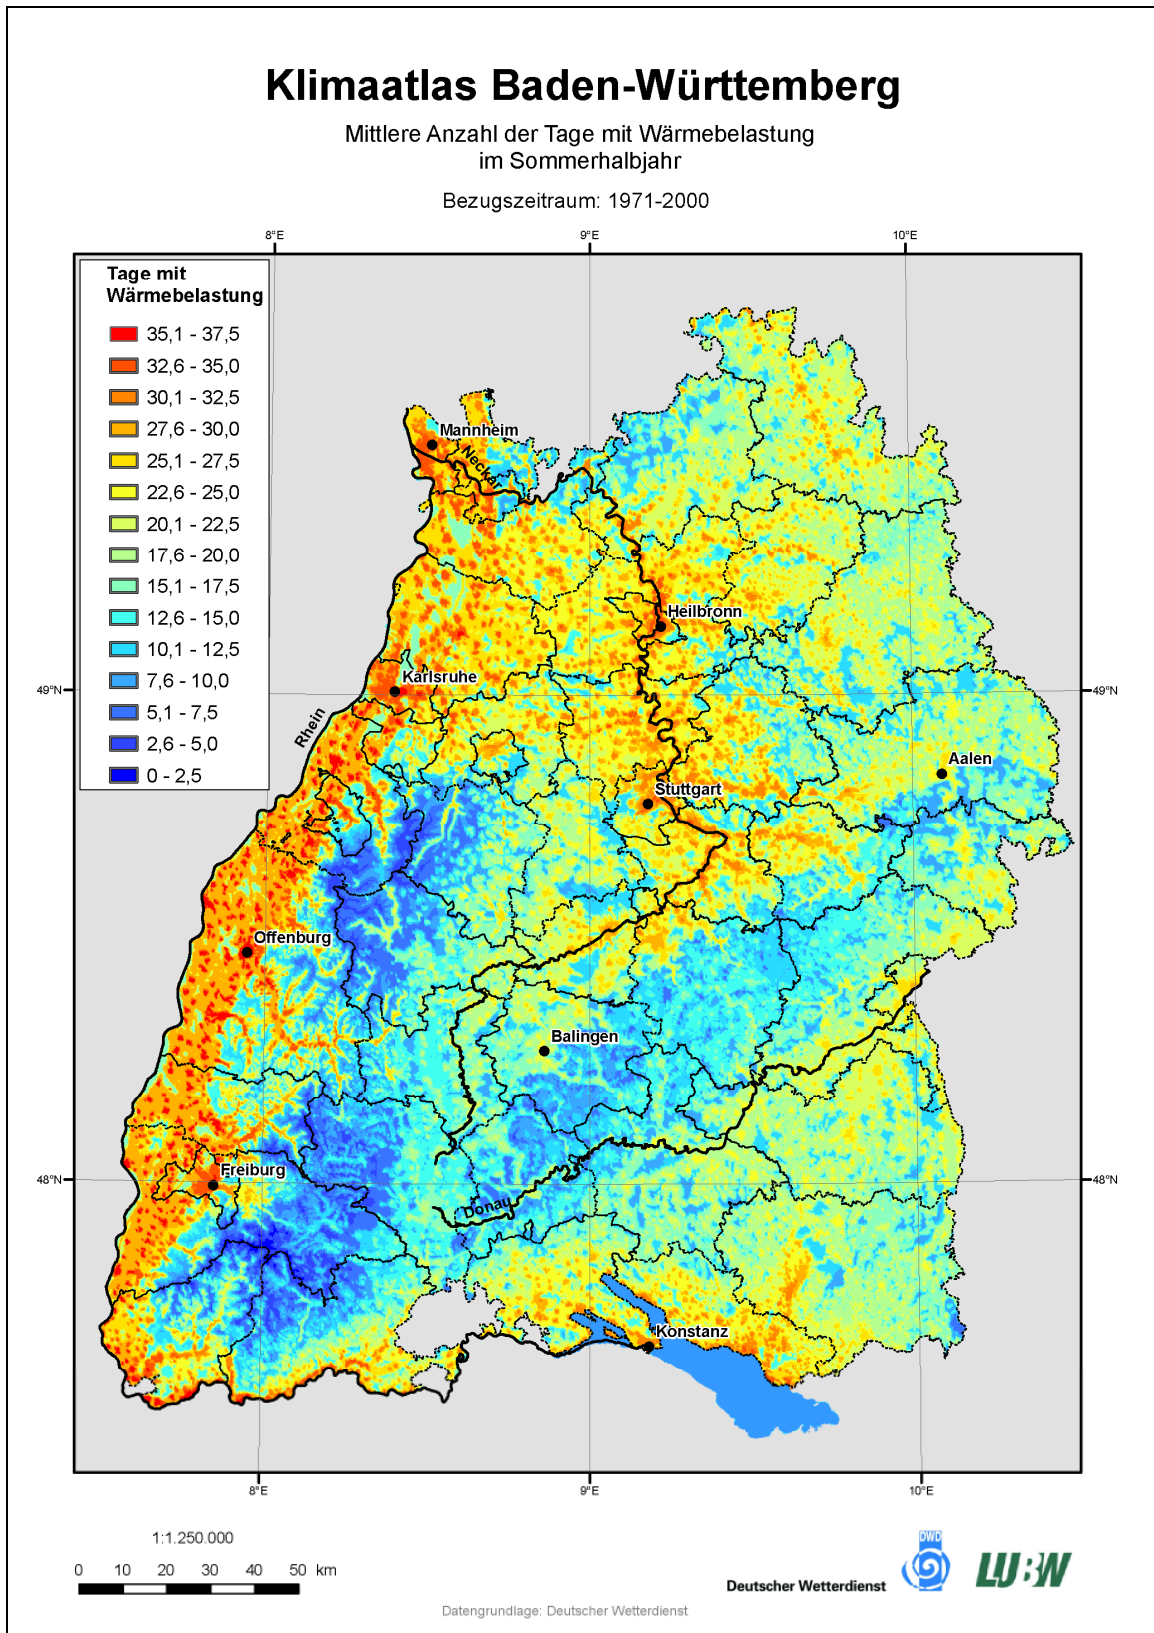 Klimaatlas Baden-Württemberg
Mittlere Anzahl der Tage mit Wärmebelastung
im Sommerhalbjahr
Bezugszeitraum: 1971-2000
8°E 9°E 10°E
Tage mit
Wärmebelastung
35,1 - 37,5
32,6 - 35,0
30,1 - 32,5
27,6 - 30,0
25,1 - 27,5
22,6 - 25,0
20,1 - 22,5
17,6 - 20,0
15,1 - 17,5
12,6 - 15,0
10,1 - 12,5
7,6 - 10,0
5,1 - 7,5
2,6 - 5,0
0 - 2,5
Mannheim
Neckar
Heilbronn
Karlsruhe
49°N 49°N
Rhein
Aalen
Stuttgart
Offenburg
Balingen
Freiburg
48°N 48°N
Donau
Konstanz
8°E 9°E 10°E
1:1.250.000
0 10 20 30 40 50 km
DWD
Deutscher Wetterdienst
LUBW
Datengrundlage: Deutscher Wetterdienst